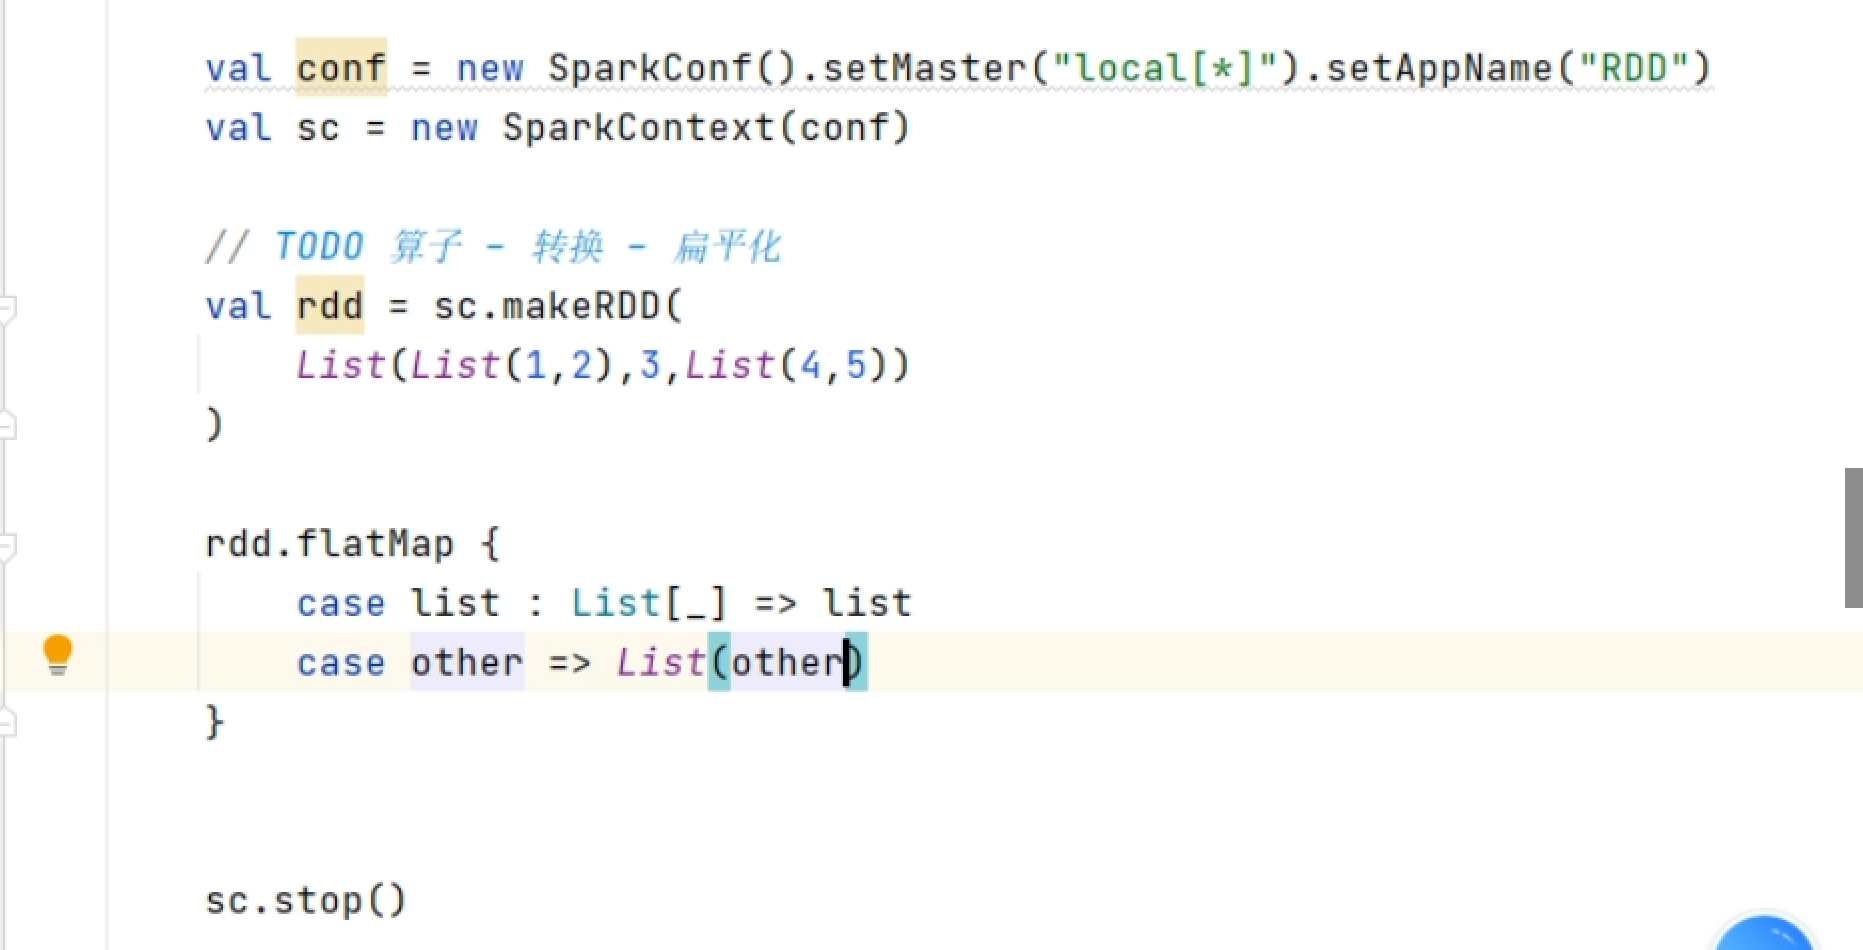 val conf = new SparkConf().setMaster("local[*]").setAppName("RDD")
val sc = new SparkContext(conf)
// TODO 算子 - 转换 - 扁平化
val rdd = sc.makeRDD(
List(List(1,2),3,List(4,5))
)
rdd.flatMap {
case list : List[_] => list
case other => List(other)
}
sc.stop()